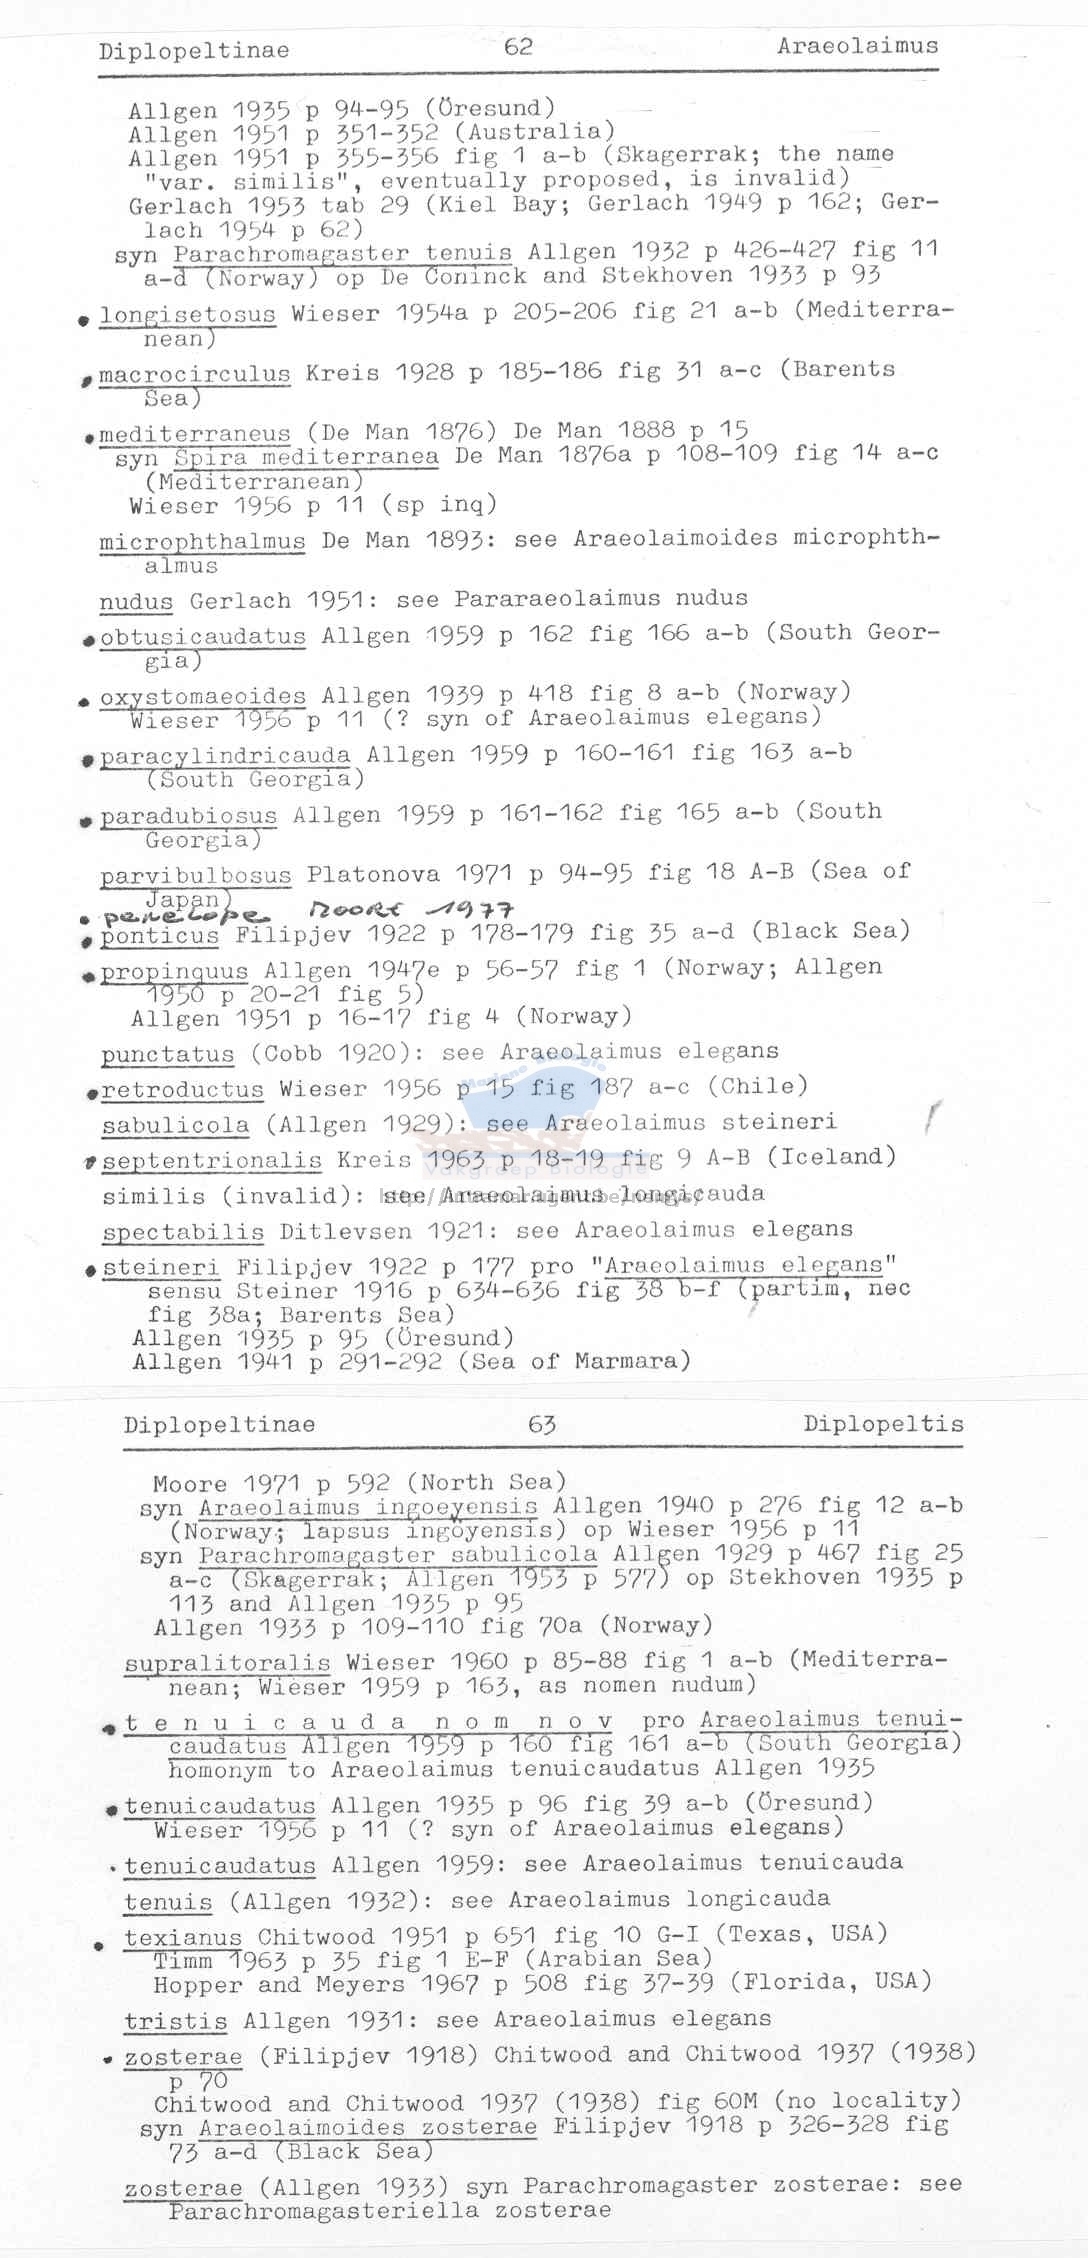 Diplopeltinae 62 Araeolaimus
Allgen 1935 p 94-95 (Öresund)
Allgen 1951 p 351-352 (Australia)
Allgen 1951 p 355-356 fig 1 a-b (Skagerrak; the name
"var. similis", eventually proposed, is invalid)
Gerlach 1953 tab 29 (Kiel Bay; Gerlach 1949 p 162; Ger-
lach 1954 p 62)
syn Parachromagaster tenuis Allgen 1932 p 426-427 fig 11
a-d (Norway) op De Coninck and Stekhoven 1933 p 93
longisetosus Wieser 1954a p 205-206 fig 21 a-b (Mediterra-
nean)
macrocirculus Kreis 1928 p 185-186 fig 31 a-c (Barents
Sea)
mediterraneus (De Man 1876) De Man 1888 p 15
syn Spira mediterranea De Man 1876a p 108-109 fig 14 a-c
(Mediterranean)
Wieser 1956 p 11 (sp inq)
microphthalmus De Man 1893: see Araeolaimoides microphth-
almus
nudus Gerlach 1951: see Pararaeolaimus nudus
obtusicaudatus Allgen 1959 p 162 fig 166 a-b (South Geor-
gia)
oxystomaeoides Allgen 1939 p 418 fig 8 a-b (Norway)
Wieser 1956 p 11 (? syn of Araeolaimus elegans)
paracylindricauda Allgen 1959 p 160-161 fig 163 a-b
(South Georgia)
paradubiosus Allgen 1959 p 161-162 fig 165 a-b (South
Georgia)
parvibulbosus Platonova 1971 p 94-95 fig 18 A-B (Sea of
Japan)
penelope MOORE 1977
ponticus Filipjev 1922 p 178-179 fig 35 a-d (Black Sea)
propinquus Allgen 1947e p 56-57 fig 1 (Norway; Allgen
1950 p 20-21 fig 5)
Allgen 1951 p 16-17 fig 4 (Norway)
punctatus (Cobb 1920): see Araeolaimus elegans
retroductus Wieser 1956 p 15 fig 187 a-c (Chile)
sabulicola (Allgen 1929): see Araeolaimus steineri
septentrionalis Kreis 1963 p 18-19 fig 9 A-B (Iceland)
Vakgroep Biologie
similis (invalid): see Araeolaimus longicauda
spectabilis Ditlevsen 1921: see Araeolaimus elegans
steineri Filipjev 1922 p 177 pro "Araeolaimus elegans"
sensu Steiner 1916 p 634-636 fig 38 b-f (partim, nec
fig 38a; Barents Sea)
Allgen 1935 p 95 (Öresund)
Allgen 1941 p 291-292 (Sea of Marmara)
Diplopeltinae 63 Diplopeltis
Moore 1971 p 592 (North Sea)
syn Araeolaimus ingoeyensis Allgen 1940 p 276 fig 12 a-b
(Norway; lapsus ingöyensis) op Wieser 1956 p 11
syn Parachromagaster sabulicola Allgen 1929 p 467 fig 25
a-c (Skagerrak; Allgen 1953 p 577) op Stekhoven 1935 p
113 and Allgen 1935 p 95
Allgen 1933 p 109-110 fig 70a (Norway)
supralitoralis Wieser 1960 p 85-88 fig 1 a-b (Mediterra-
nean; Wieser 1959 p 163, as nomen nudum)
t e n u i c a u d a n o m n o v pro Araeolaimus tenui-
caudatus Allgen 1959 p 160 fig 161 a-b (South Georgia)
homonym to Araeolaimus tenuicaudatus Allgen 1935
tenuicaudatus Allgen 1935 p 96 fig 39 a-b (Öresund)
Wieser 1956 p 11 (? syn of Araeolaimus elegans)
tenuicaudatus Allgen 1959: see Araeolaimus tenuicauda
tenuis (Allgen 1932): see Araeolaimus longicauda
texianus Chitwood 1951 p 651 fig 10 G-I (Texas, USA)
Timm 1963 p 35 fig 1 E-F (Arabian Sea)
Hopper and Meyers 1967 p 508 fig 37-39 (Florida, USA)
tristis Allgen 1931: see Araeolaimus elegans
zosterae (Filipjev 1918) Chitwood and Chitwood 1937 (1938)
p 70
Chitwood and Chitwood 1937 (1938) fig 60M (no locality)
syn Araeolaimoides zosterae Filipjev 1918 p 326-328 fig
73 a-d (Black Sea)
zosterae (Allgen 1933) syn Parachromagaster zosterae: see
Parachromagasteriella zosterae